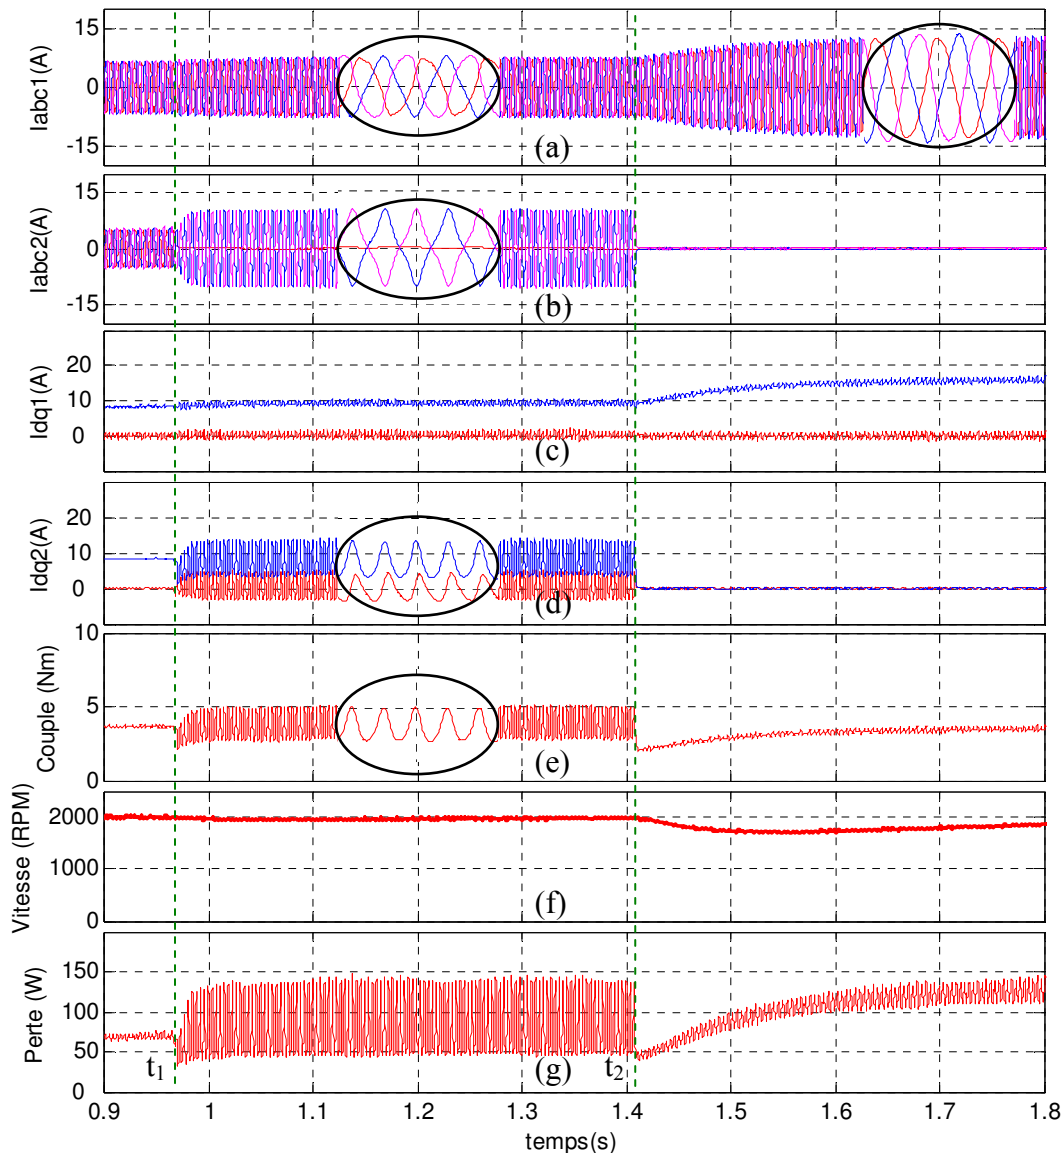 Iabc1(A)
15
0
-15
(a)
Iabc2(A)
15
0
-15
(b)
Idq1(A)
20
10
0
(c)
Idq2(A)
20
10
0
(d)
Couple (Nm)
10
5
0
(e)
Vitesse (RPM)
2000
1000
0
(f)
Perte (W)
150
100
50
0
t1
(g)
t2
0.9 1 1.1 1.2 1.3 1.4 1.5 1.6 1.7 1.8
temps(s)